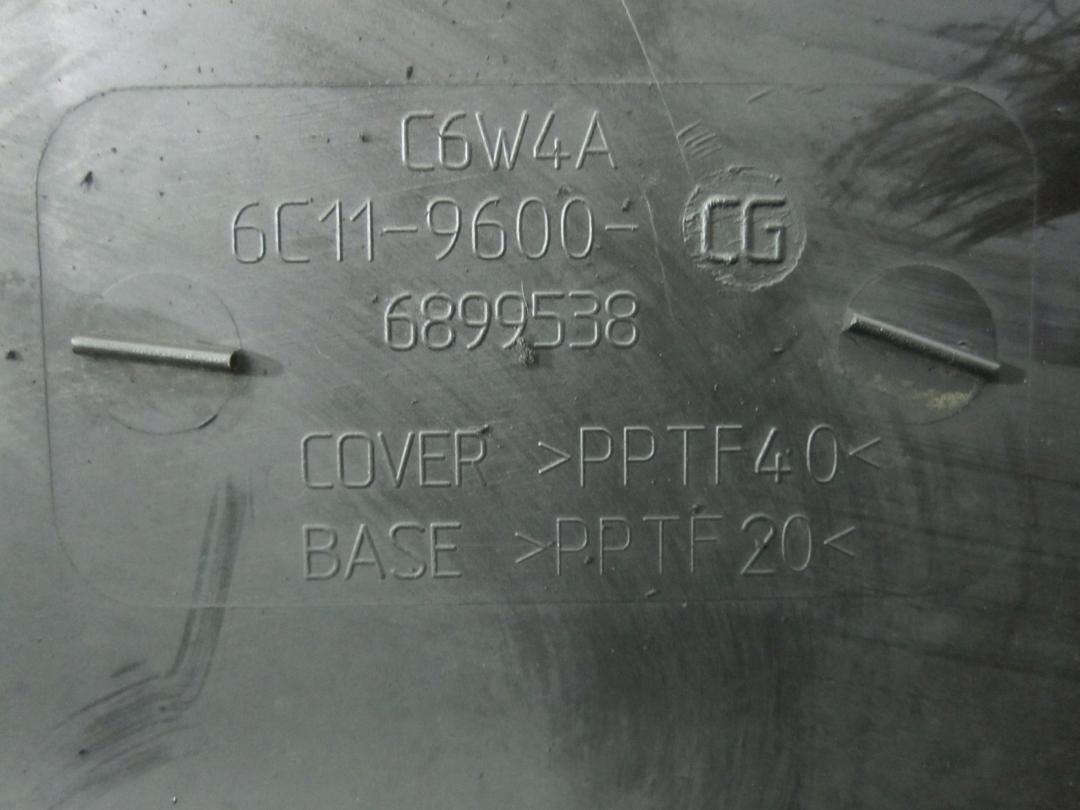 C6W4A
6C11-9600- CG
6899538
COVER >PPTF40<
BASE >PPTF20<